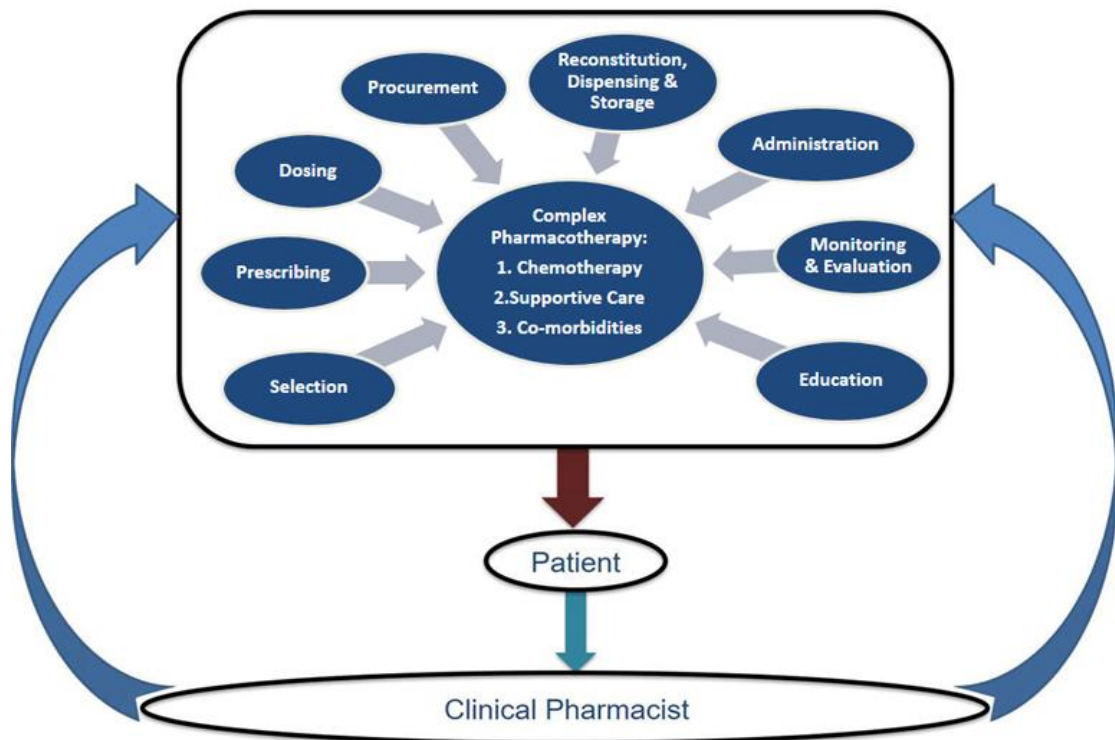 Reconstitution,
Dispensing &
Storage
Procurement
Administration
Dosing
Complex
Pharmacotherapy:
1. Chemotherapy
2.Supportive Care
3. Co-morbidities
Monitoring
& Evaluation
Prescribing
Selection
Education
Patient
Clinical Pharmacist